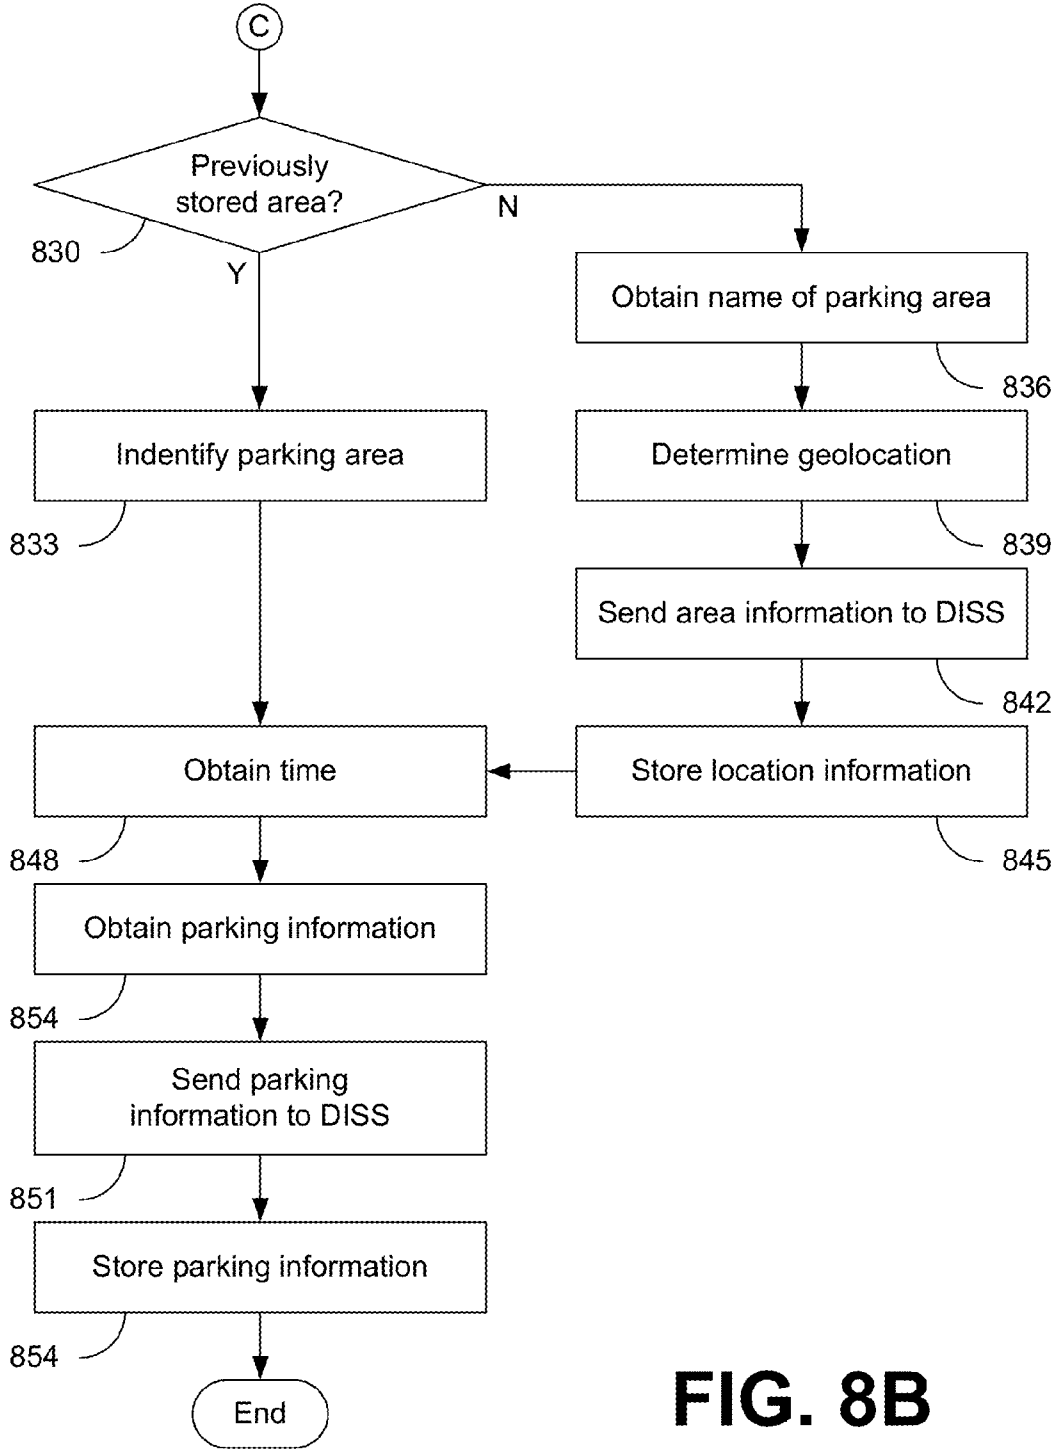 C
Previously
stored area?
830
N
Y
Obtain name of parking area
836
Indentify parking area
833
Determine geolocation
839
Send area information to DISS
842
Obtain time
848
Store location information
845
Obtain parking information
854
Send parking
information to DISS
851
Store parking information
854
End
FIG. 8B